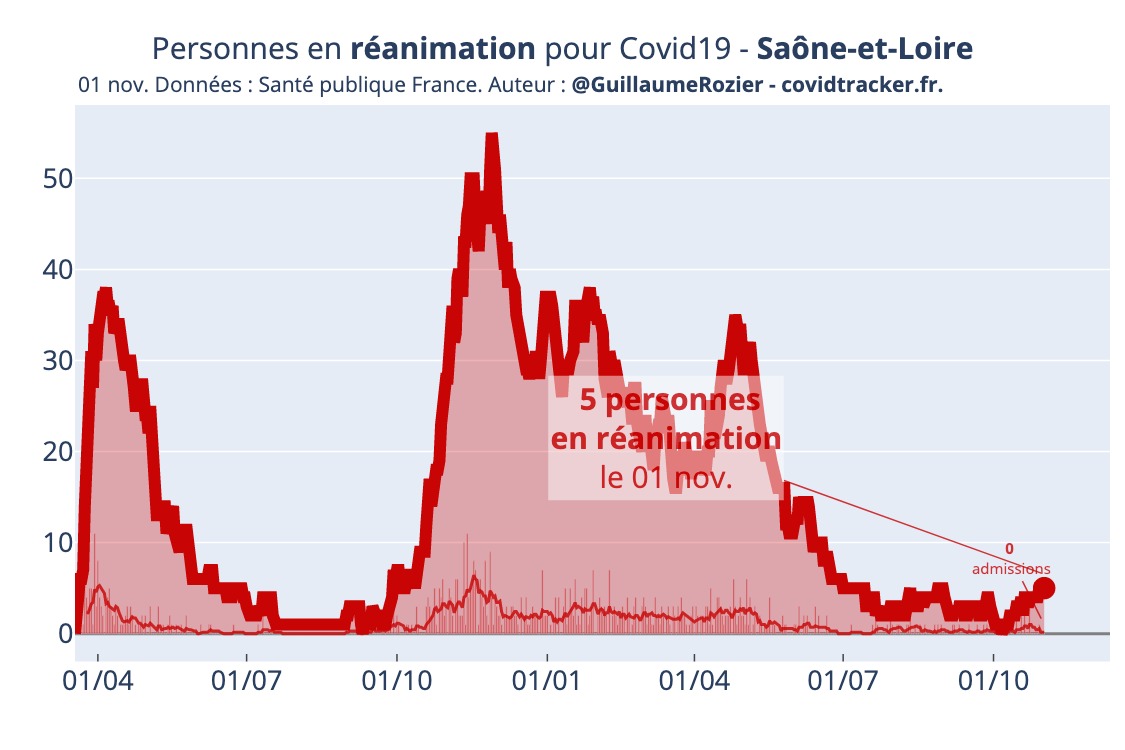 Personnes en réanimation pour Covid19 - Saône-et-Loire
01 nov. Données : Santé publique France. Auteur : @GuillaumeRozier - covidtracker.fr.
50
40
30
20
10
0
5 personnes
en réanimation
le 01 nov.
0
admissions
01/04 01/07 01/10 01/01 01/04 01/07 01/10